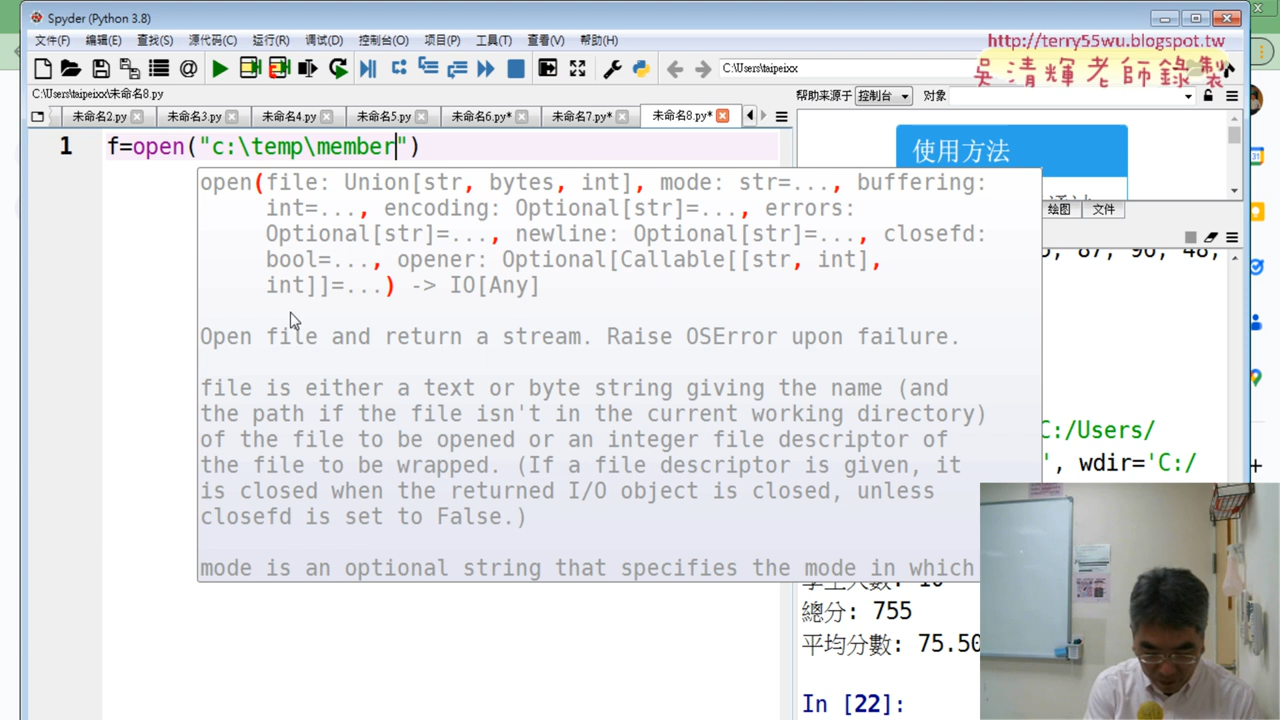 Spyder (Python 3.8)
文件(F) 编辑(E) 查找(S) 源代码(C) 运行(R) 调试(D) 控制台(O) 项目(P) 工具(T) 查看(V) 帮助(H)
http://terry55wu.blogspot.tw
吳清輝老師錄製
C:\Users\taipeixx
C:\Users\taipeixx\未命名8.py
帮助来源于 控制台 对象
未命名2.py 未命名3.py 未命名4.py 未命名5.py 未命名6.py* 未命名7.py* 未命名8.py*
1 f=open("c:\temp\member")
使用方法
open(file: Union[str, bytes, int], mode: str=..., buffering:
int=..., encoding: Optional[str]=..., errors:
Optional[str]=..., newline: Optional[str]=..., closefd:
bool=..., opener: Optional[Callable[[str, int],
int]]=...) -> IO[Any]
Open file and return a stream. Raise OSError upon failure.
file is either a text or byte string giving the name (and
the path if the file isn't in the current working directory)
of the file to be opened or an integer file descriptor of
the file to be wrapped. (If a file descriptor is given, it
is closed when the returned I/O object is closed, unless
closefd is set to False.)
mode is an optional string that specifies the mode in which
绘图 文件
87, 96, 48,
C:/Users/
', wdir='C:/
總分: 755
平均分數: 75.50
In [22]: